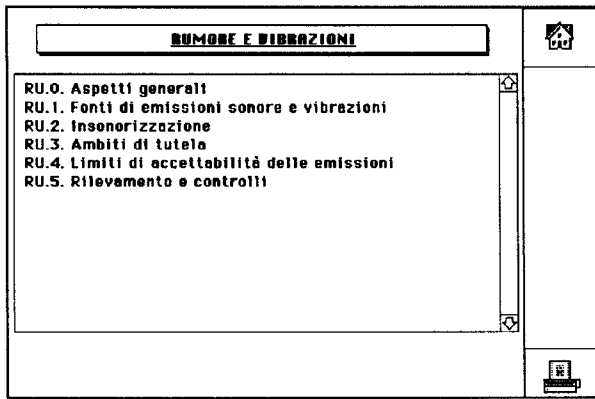 RUMORE E VIBRAZIONI
RU.0. Aspetti generali
RU.1. Fonti di emissioni sonore e vibrazioni
RU.2. Insonorizzazione
RU.3. Ambiti di tutela
RU.4. Limiti di accettabilità delle emissioni
RU.5. Rilevamento e controlli